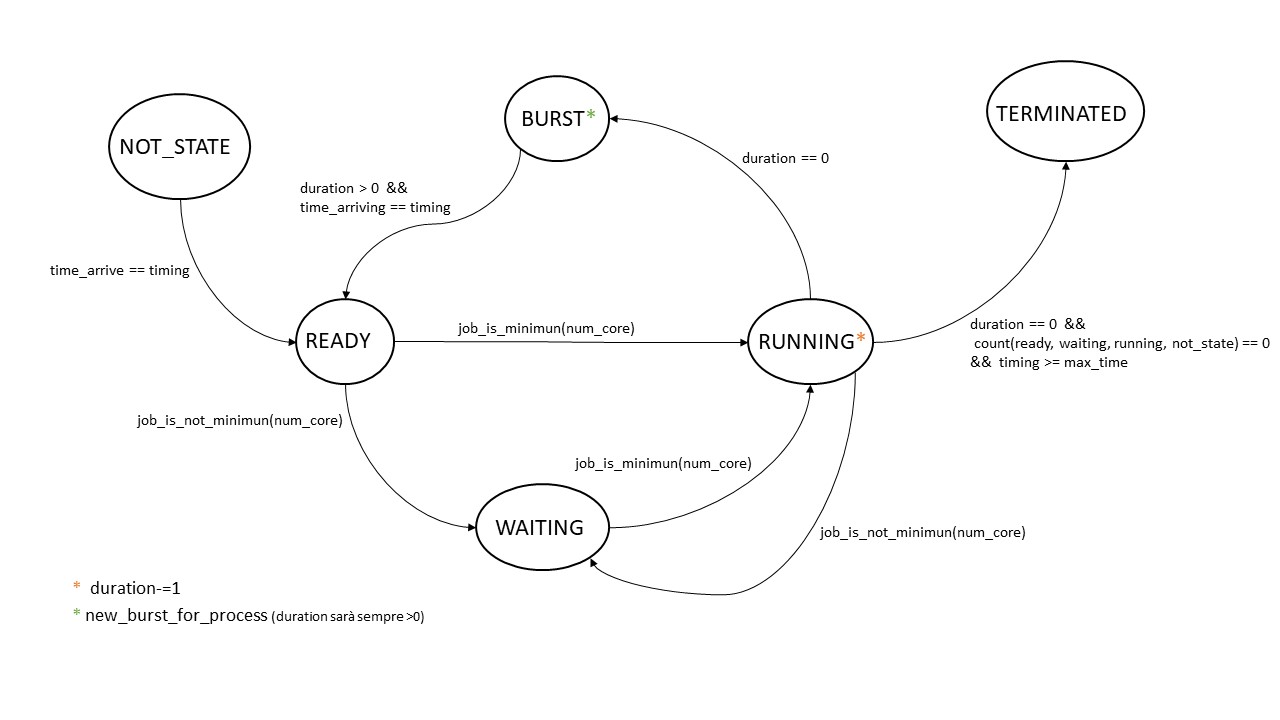 NOT_STATE
BURST*
TERMINATED
duration == 0
duration > 0 &&
time_arriving == timing
time_arrive == timing
READY
job_is_minimun(num_core)
RUNNING*
duration == 0 &&
count(ready, waiting, running, not_state) == 0
&& timing >= max_time
job_is_not_minimun(num_core)
job_is_minimun(num_core)
WAITING
job_is_not_minimun(num_core)
* duration-=1
* new_burst_for_process (duration sarà sempre >0)